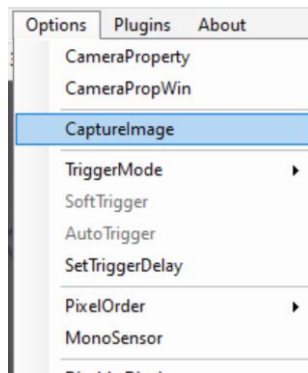 Options Plugins About
CameraProperty
CameraPropWin
CaptureImage
TriggerMode
SoftTrigger
AutoTrigger
SetTriggerDelay
PixelOrder
MonoSensor